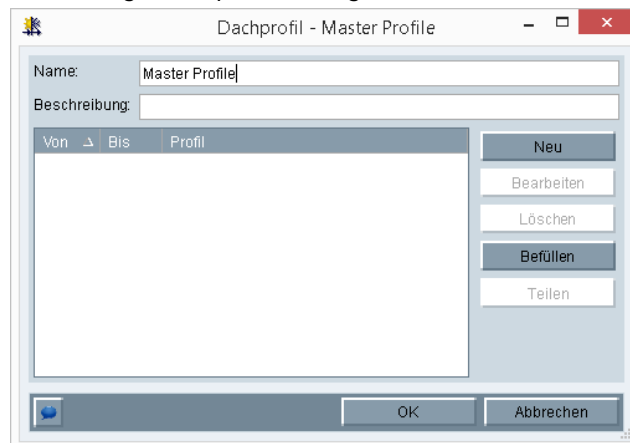 Dachprofil - Master Profile
Name: Master Profile
Beschreibung:
Von Bis Profil
Neu
Bearbeiten
Löschen
Befüllen
Teilen
OK Abbrechen